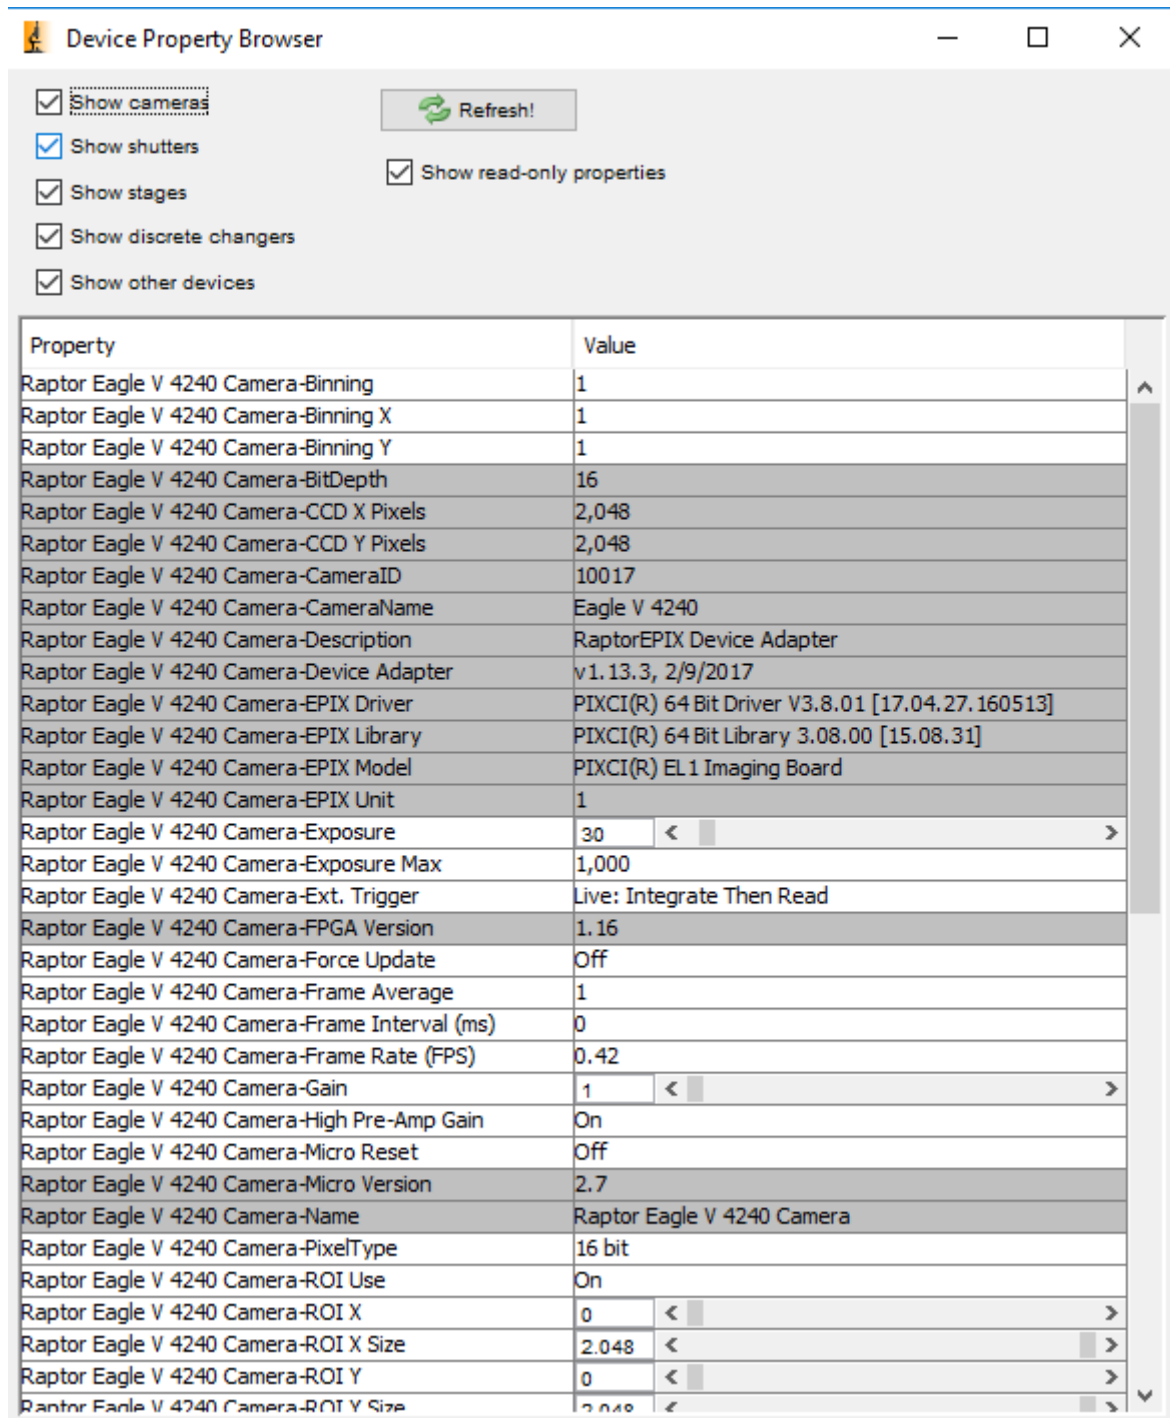 Device Property Browser
Show cameras
Refresh!
Show shutters
Show read-only properties
Show stages
Show discrete changers
Show other devices
Property Value
Raptor Eagle V 4240 Camera-Binning 1
Raptor Eagle V 4240 Camera-Binning X 1
Raptor Eagle V 4240 Camera-Binning Y 1
Raptor Eagle V 4240 Camera-BitDepth 16
Raptor Eagle V 4240 Camera-CCD X Pixels 2,048
Raptor Eagle V 4240 Camera-CCD Y Pixels 2,048
Raptor Eagle V 4240 Camera-CameraID 10017
Raptor Eagle V 4240 Camera-CameraName Eagle V 4240
Raptor Eagle V 4240 Camera-Description RaptorEPIX Device Adapter
Raptor Eagle V 4240 Camera-Device Adapter v1.13.3, 2/9/2017
Raptor Eagle V 4240 Camera-EPIX Driver PIXCI(R) 64 Bit Driver V3.8.01 [17.04.27.160513]
Raptor Eagle V 4240 Camera-EPIX Library PIXCI(R) 64 Bit Library 3.08.00 [15.08.31]
Raptor Eagle V 4240 Camera-EPIX Model PIXCI(R) EL1 Imaging Board
Raptor Eagle V 4240 Camera-EPIX Unit 1
Raptor Eagle V 4240 Camera-Exposure 30
Raptor Eagle V 4240 Camera-Exposure Max 1,000
Raptor Eagle V 4240 Camera-Ext. Trigger Live: Integrate Then Read
Raptor Eagle V 4240 Camera-FPGA Version 1.16
Raptor Eagle V 4240 Camera-Force Update Off
Raptor Eagle V 4240 Camera-Frame Average 1
Raptor Eagle V 4240 Camera-Frame Interval (ms) 0
Raptor Eagle V 4240 Camera-Frame Rate (FPS) 0.42
Raptor Eagle V 4240 Camera-Gain 1
Raptor Eagle V 4240 Camera-High Pre-Amp Gain On
Raptor Eagle V 4240 Camera-Micro Reset Off
Raptor Eagle V 4240 Camera-Micro Version 2.7
Raptor Eagle V 4240 Camera-Name Raptor Eagle V 4240 Camera
Raptor Eagle V 4240 Camera-PixelType 16 bit
Raptor Eagle V 4240 Camera-ROI Use On
Raptor Eagle V 4240 Camera-ROI X 0
Raptor Eagle V 4240 Camera-ROI X Size 2.048
Raptor Eagle V 4240 Camera-ROI Y 0
Raptor Eagle V 4240 Camera-ROI Y Size 2.048